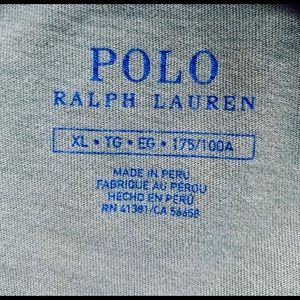 POLO
RALPH LAUREN
XL • TG • EG • 175/100A
MADE IN PERU
FABRIQUÉ AU PÉROU
HECHO EN PERÚ
RN 41381/CA 56658